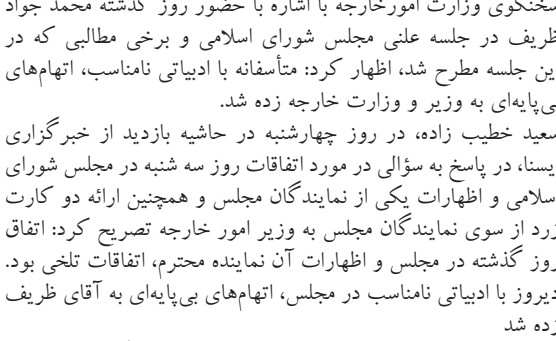 سخنگوی وزارت امورخارجه با اشاره با حضور روز گذشته محمد جواد
ظریف در جلسه علنی مجلس شورای اسلامی و برخی مطالبی که در
این جلسه مطرح شد، اظهار کرد: متأسفانه با ادبیاتی نامناسب، اتهام‌های
بی‌پایه‌ای به وزیر و وزارت خارجه زده شد.
سعید خطیب زاده، در روز چهارشنبه در حاشیه بازدید از خبرگزاری
ایسنا، در پاسخ به سؤالی در مورد اتفاقات روز سه شنبه در مجلس شورای
اسلامی و اظهارات یکی از نمایندگان مجلس و همچنین ارائه دو کارت
زرد از سوی نمایندگان مجلس به وزیر امور خارجه تصریح کرد: اتفاق
روز گذشته در مجلس و اظهارات آن نماینده محترم، اتفاقات تلخی بود.
دیروز با ادبیاتی نامناسب در مجلس، اتهام‌های بی‌پایه‌ای به آقای ظریف
زده شد